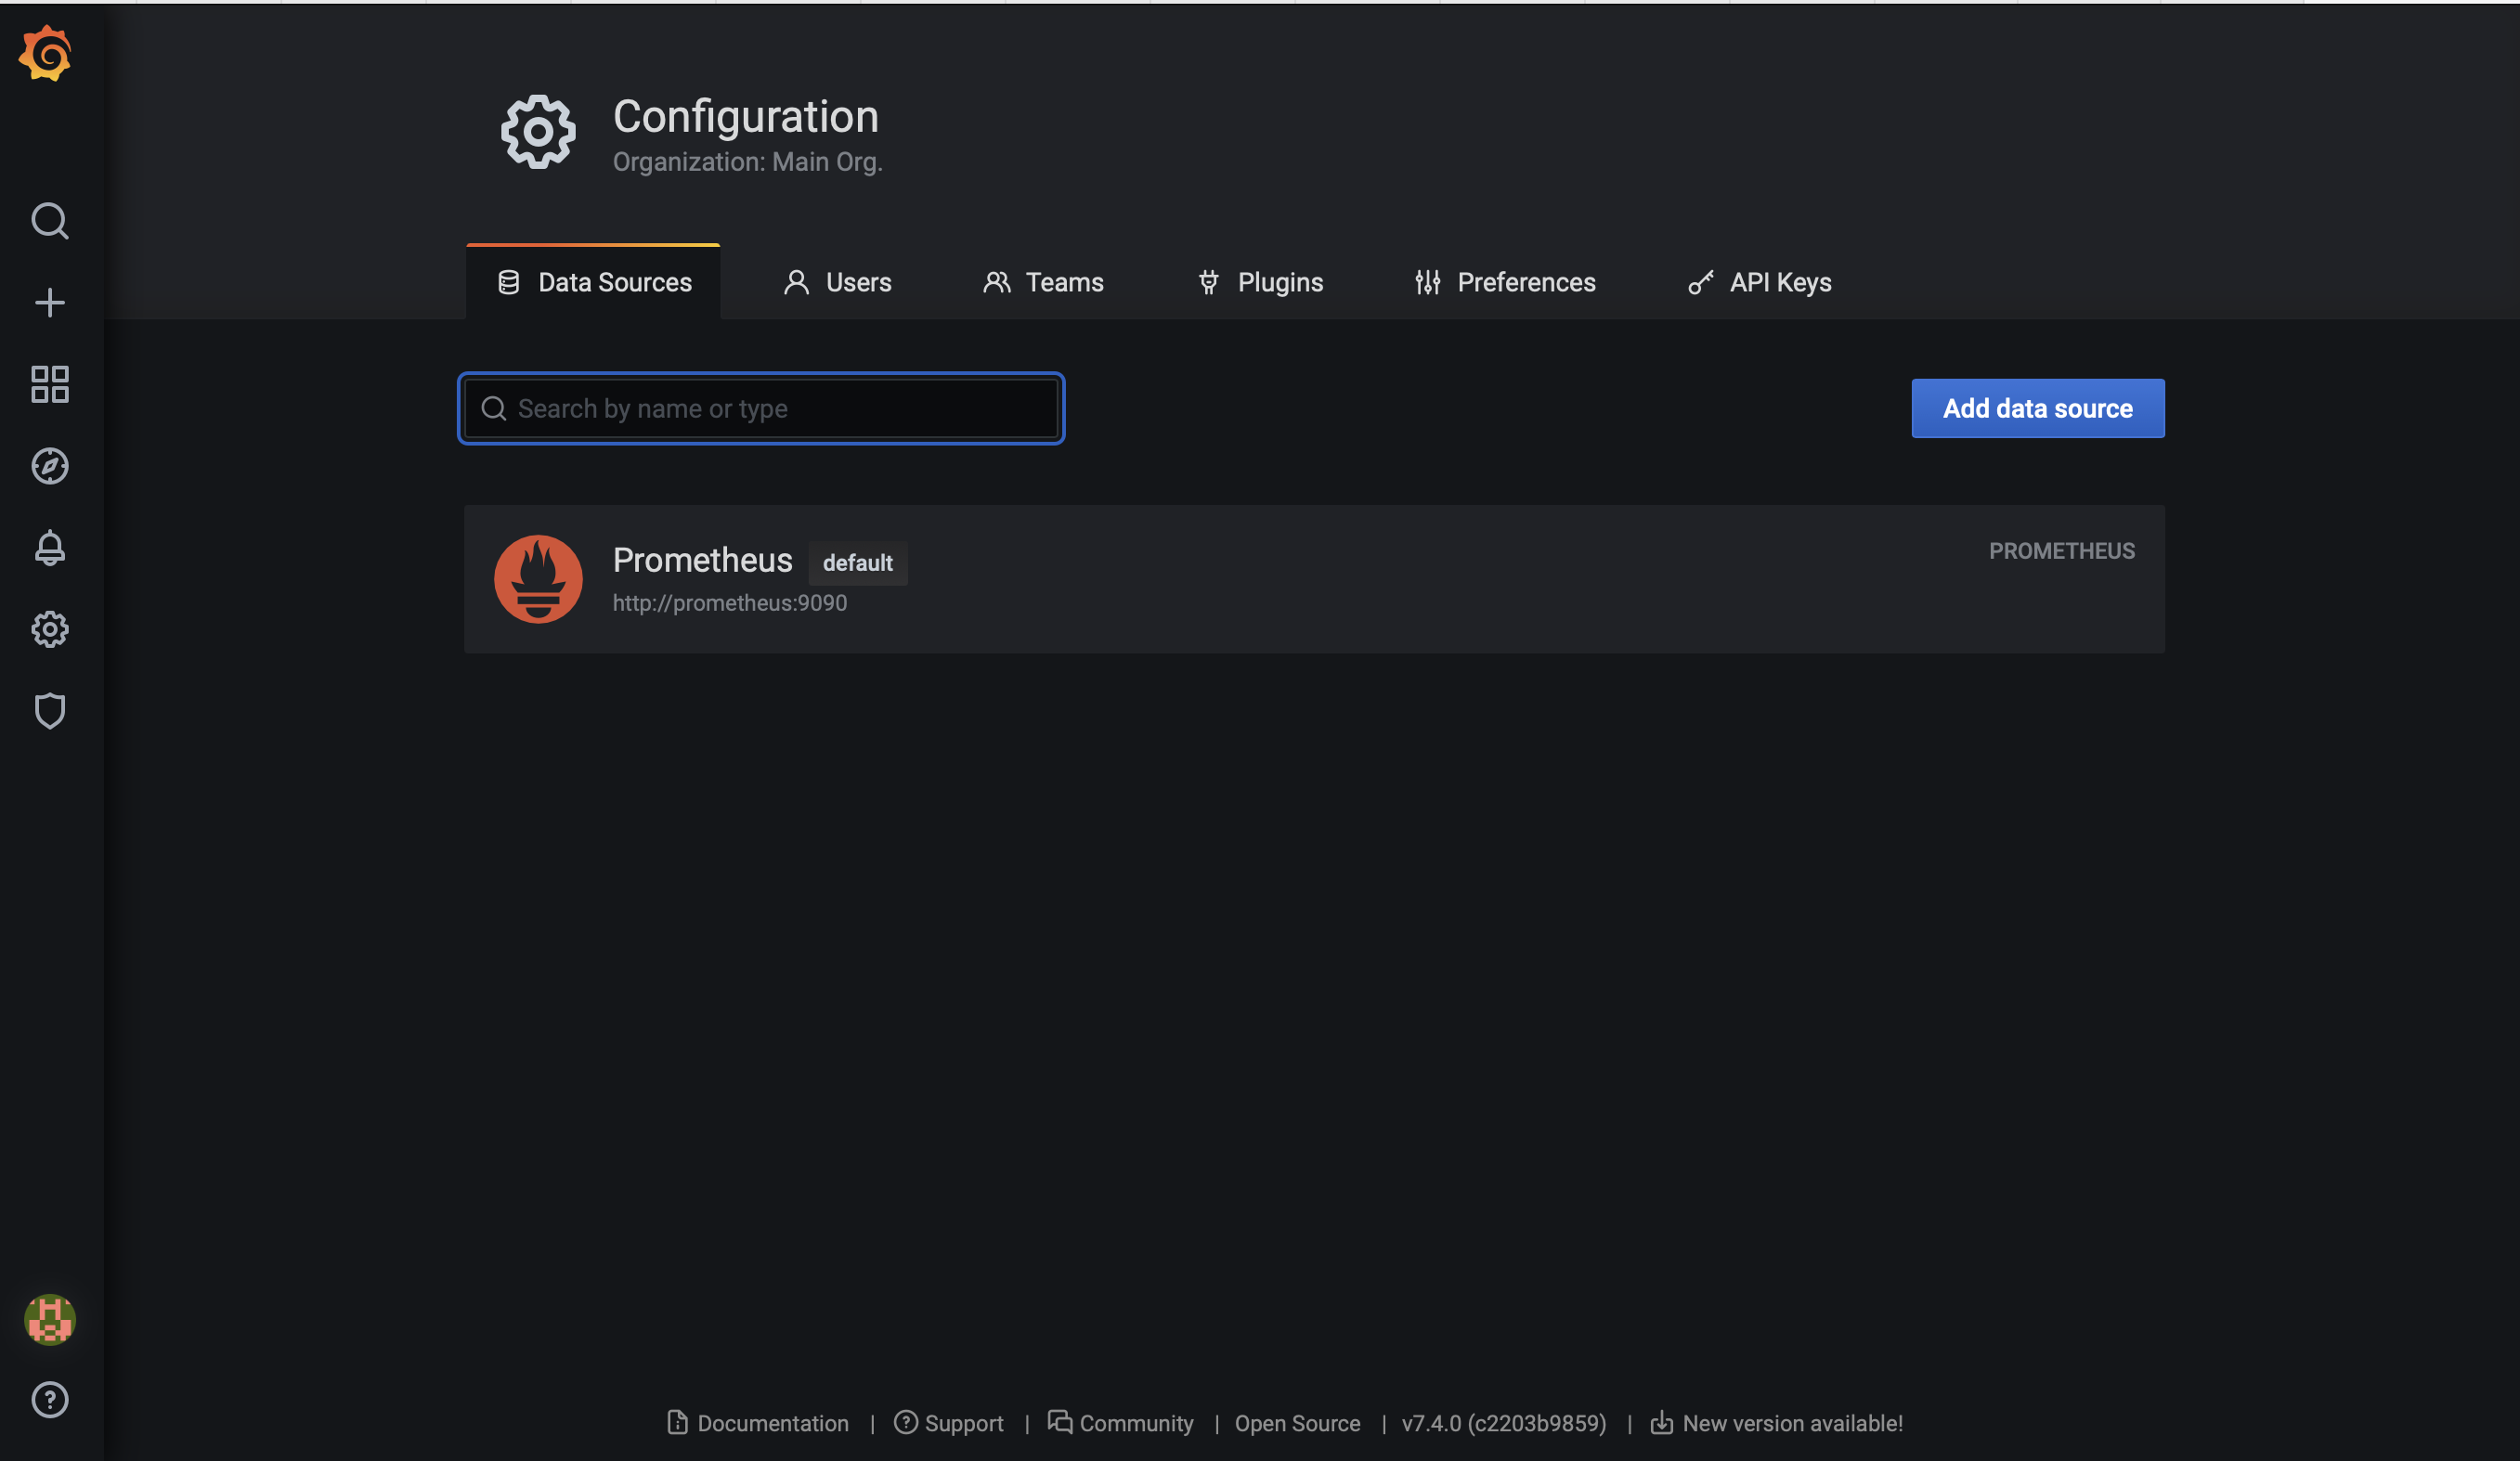 Configuration
Organization: Main Org.
Data Sources
Users
Teams
Plugins
Preferences
API Keys
Search by name or type
Add data source
Prometheus default
PROMETHEUS
http://prometheus:9090
Documentation | Support | Community | Open Source | v7.4.0 (c2203b9859) | New version available!